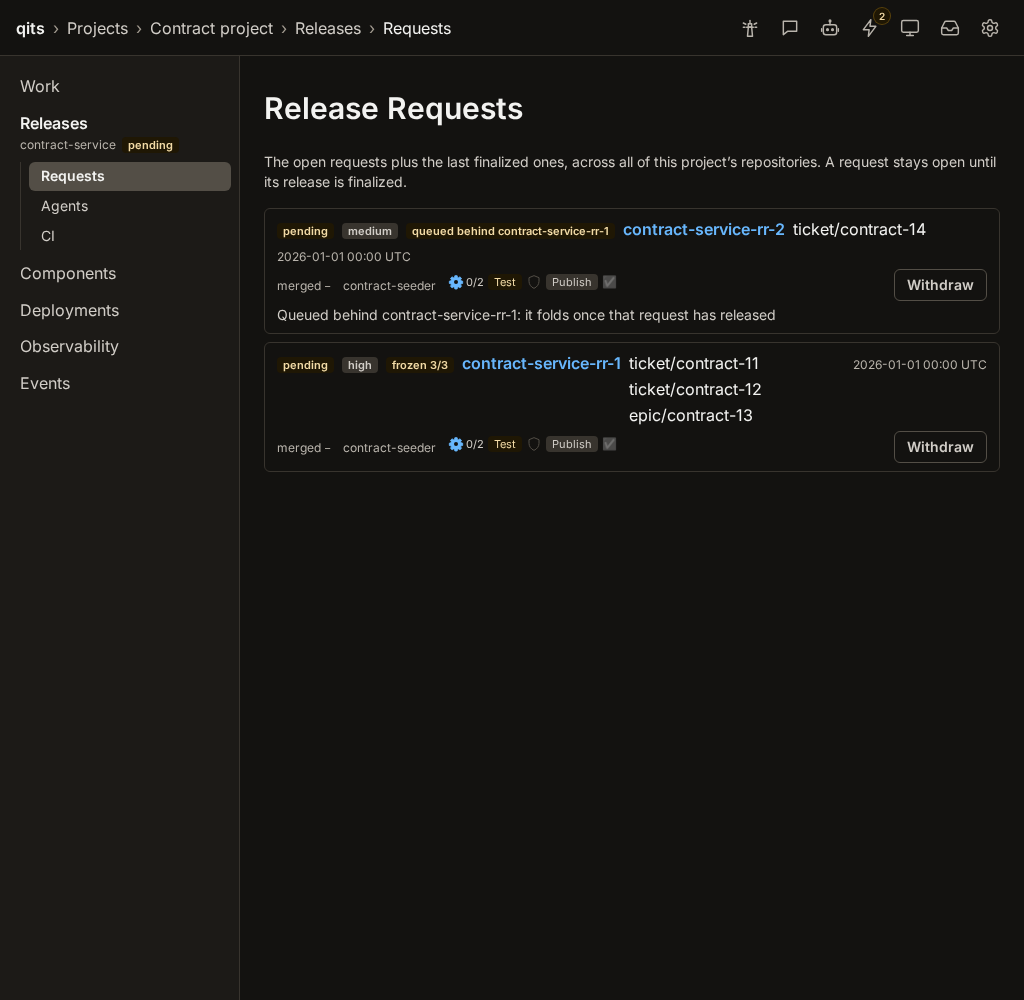 qits › Projects › Contract project › Releases › Requests
2
Work
Releases
contract-service pending
Requests
Agents
CI
Components
Deployments
Observability
Events
Release Requests
The open requests plus the last finalized ones, across all of this project's repositories. A request stays open until
its release is finalized.
pending medium queued behind contract-service-rr-1 contract-service-rr-2 ticket/contract-14
2026-01-01 00:00 UTC
merged – contract-seeder 0/2 Test Publish
Withdraw
Queued behind contract-service-rr-1: it folds once that request has released
pending high frozen 3/3 contract-service-rr-1 ticket/contract-11 2026-01-01 00:00 UTC
ticket/contract-12
epic/contract-13
merged – contract-seeder 0/2 Test Publish
Withdraw